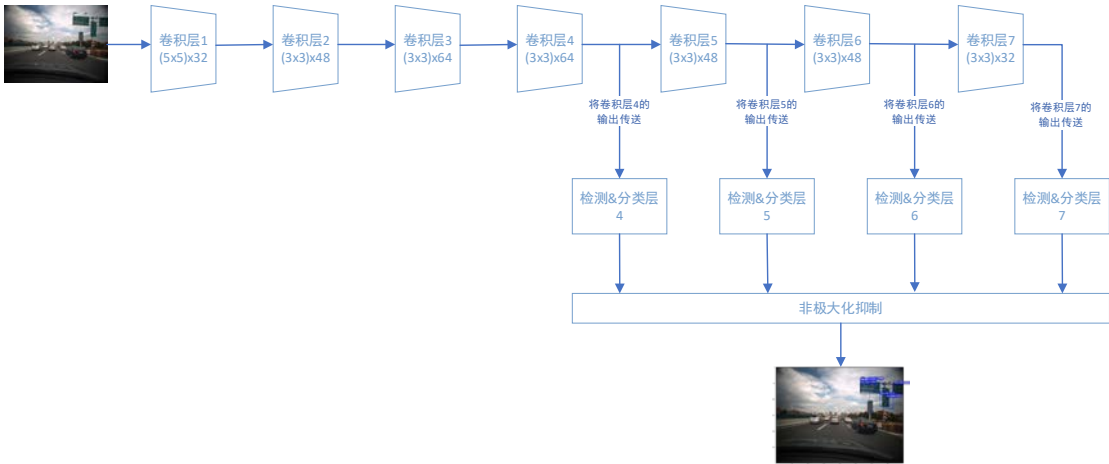 卷积层1
(5x5)x32
卷积层2
(3x3)x48
卷积层3
(3x3)x64
卷积层4
(3x3)x64
卷积层5
(3x3)x48
卷积层6
(3x3)x48
卷积层7
(3x3)x32
将卷积层4的
输出传送
将卷积层5的
输出传送
将卷积层6的
输出传送
将卷积层7的
输出传送
检测&分类层
4
检测&分类层
5
检测&分类层
6
检测&分类层
7
非极大化抑制